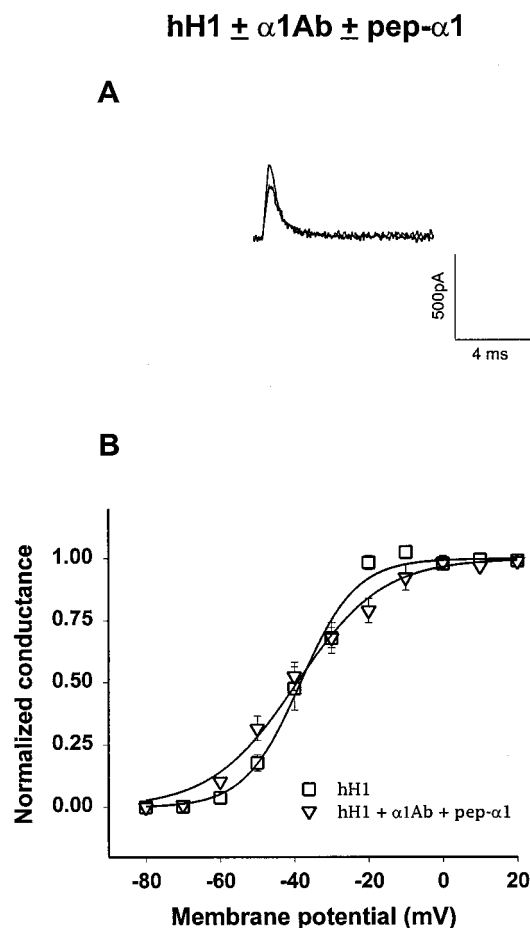 hH1 ± α1Ab ± pep-α1
A
500pA
4 ms
B
Normalized conductance
1.00
0.75
0.50
0.25
0.00
hH1
hH1 + α1Ab + pep-α1
-80 -60 -40 -20 0 20
Membrane potential (mV)